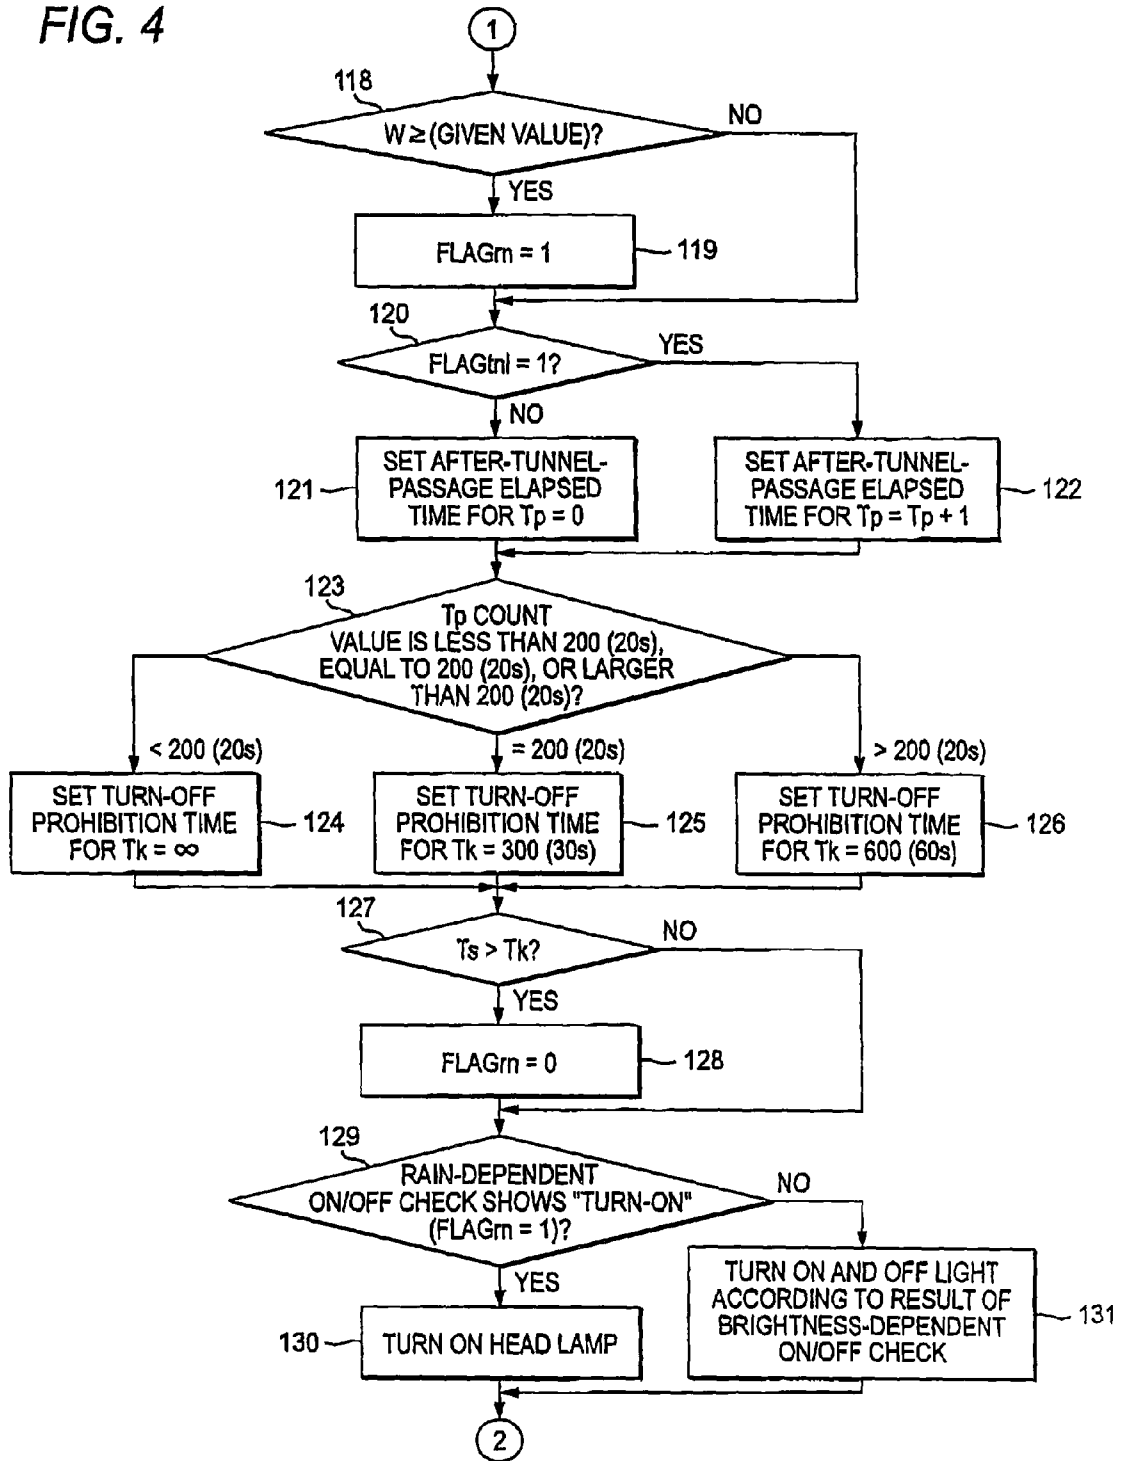 FIG. 4
1
118
W ≥ (GIVEN VALUE)?
NO
YES
FLAGrn = 1
119
120
FLAGtnl = 1?
YES
NO
121
SET AFTER-TUNNEL-
PASSAGE ELAPSED
TIME FOR Tp = 0
SET AFTER-TUNNEL-
PASSAGE ELAPSED
TIME FOR Tp = Tp + 1
122
123
Tp COUNT
VALUE IS LESS THAN 200 (20s),
EQUAL TO 200 (20s), OR LARGER
THAN 200 (20s)?
< 200 (20s)
= 200 (20s)
> 200 (20s)
SET TURN-OFF
PROHIBITION TIME
FOR Tk = ∞
124
SET TURN-OFF
PROHIBITION TIME
FOR Tk = 300 (30s)
125
SET TURN-OFF
PROHIBITION TIME
FOR Tk = 600 (60s)
126
127
Ts > Tk?
NO
YES
FLAGrn = 0
128
129
RAIN-DEPENDENT
ON/OFF CHECK SHOWS "TURN-ON"
(FLAGrn = 1)?
NO
YES
130
TURN ON HEAD LAMP
TURN ON AND OFF LIGHT
ACCORDING TO RESULT OF
BRIGHTNESS-DEPENDENT
ON/OFF CHECK
131
2